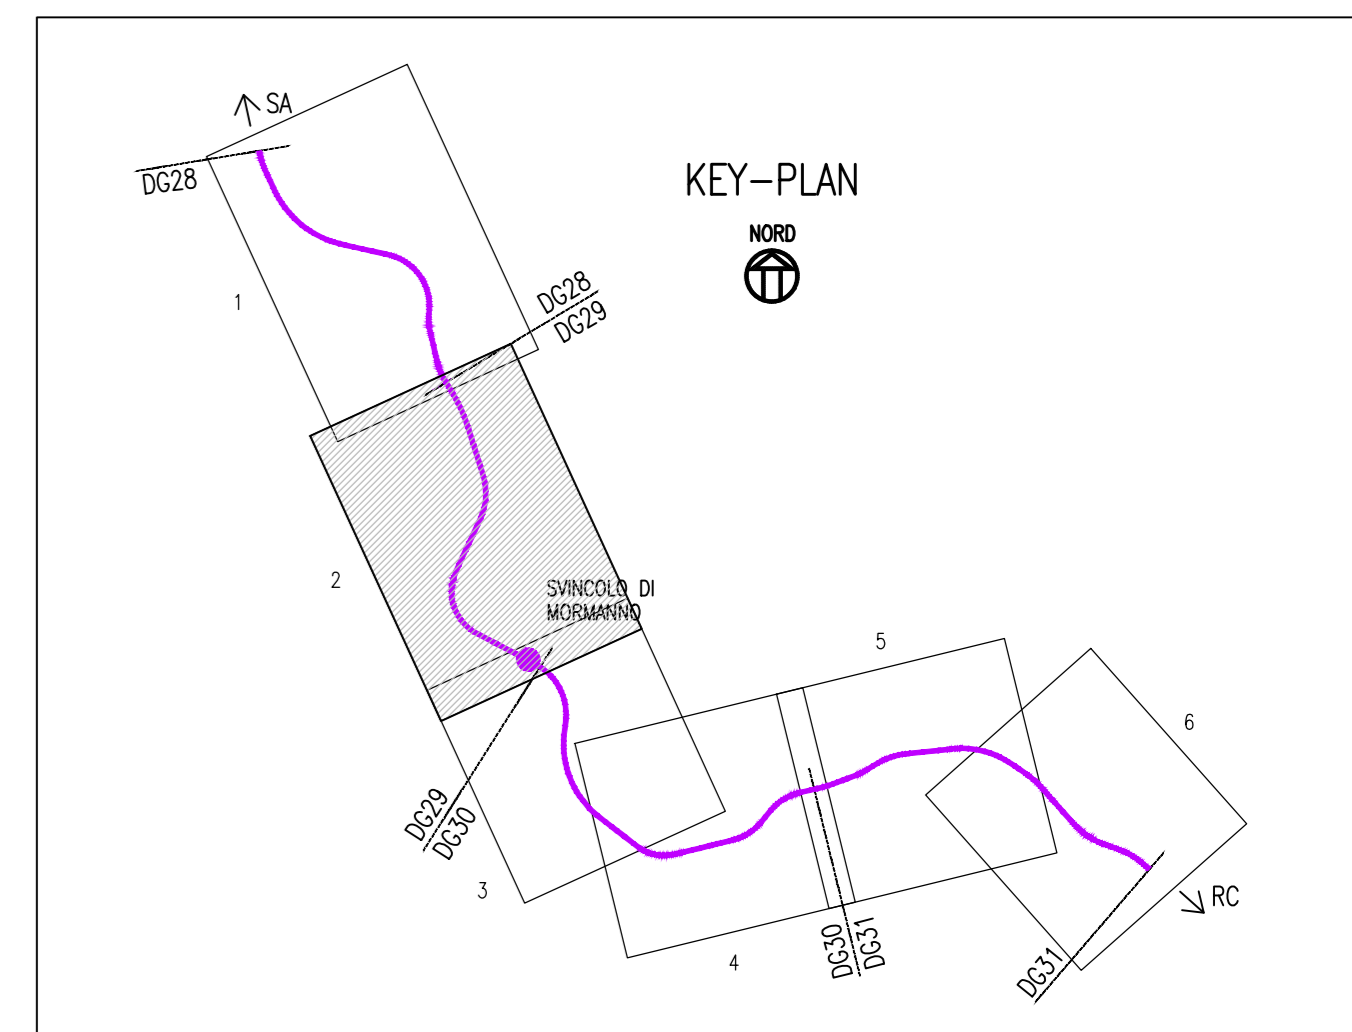 SA
DG28
KEY-PLAN
NORD
1
DG28
DG29
2
SVINCOLO DI
MORMANNO
5
6
DG29
DG30
3
RC
4
DG30
DG31
DG31